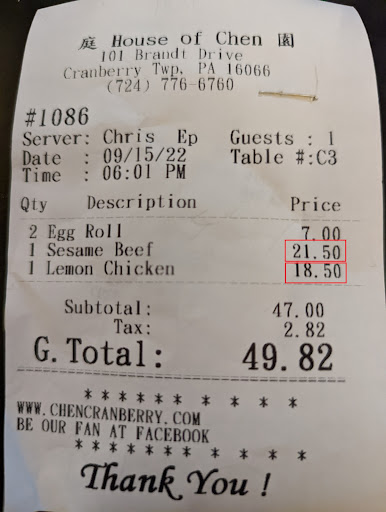 庭 House of Chen 園
101 Brandt Drive
Cranberry Twp, PA 16066
(724) 776-6760
#1086
Server: Chris Ep Guests : 1
Date : 09/15/22 Table #:C3
Time : 06:01 PM
Qty Description Price
2 Egg Roll 7.00
1 Sesame Beef 21.50
1 Lemon Chicken 18.50
Subtotal: 47.00
Tax: 2.82
G.Total: 49.82
* * * * * * * * * *
WWW.CHENCRANBERRY.COM
BE OUR FAN AT FACEBOOK
* * * * * * * * * * *
Thank You !